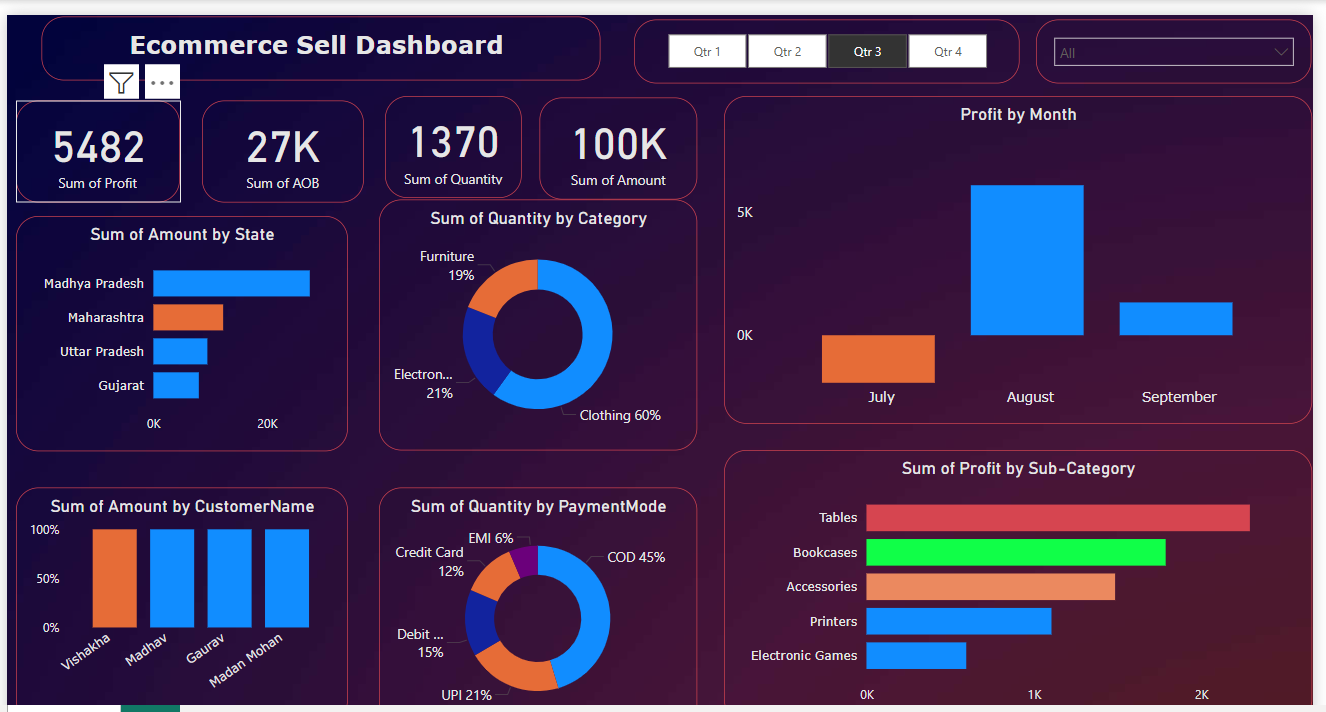 Ecommerce Sell Dashboard
Qtr 1
Qtr 2
Qtr 3
Qtr 4
All
5482
Sum of Profit
27K
Sum of AOB
1370
Sum of Quantity
100K
Sum of Amount
Profit by Month
5K
0K
July
August
September
Sum of Amount by State
Madhya Pradesh
Maharashtra
Uttar Pradesh
Gujarat
0K
20K
Sum of Quantity by Category
Furniture
19%
Electron...
21%
Clothing 60%
Sum of Amount by CustomerName
100%
50%
0%
Vishakha
Madhav
Gaurav
Madan Mohan
Sum of Quantity by PaymentMode
EMI 6%
Credit Card
12%
COD 45%
Debit ...
15%
UPI 21%
Sum of Profit by Sub-Category
Tables
Bookcases
Accessories
Printers
Electronic Games
0K
1K
2K